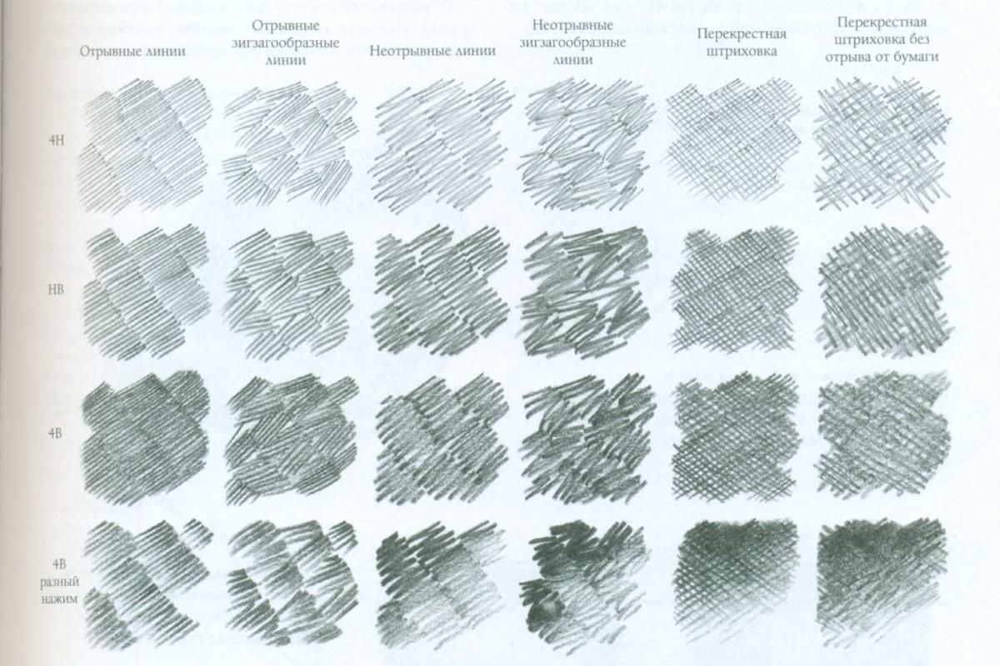 Отрывные линии
Отрывные
зигзагообразные
линии
Неотрывные линии
Неотрывные
зигзагообразные
линии
Перекрестная
штриховка
Перекрестная
штриховка без
отрыва от бумаги
4H
HB
4B
4B
разный
нажим